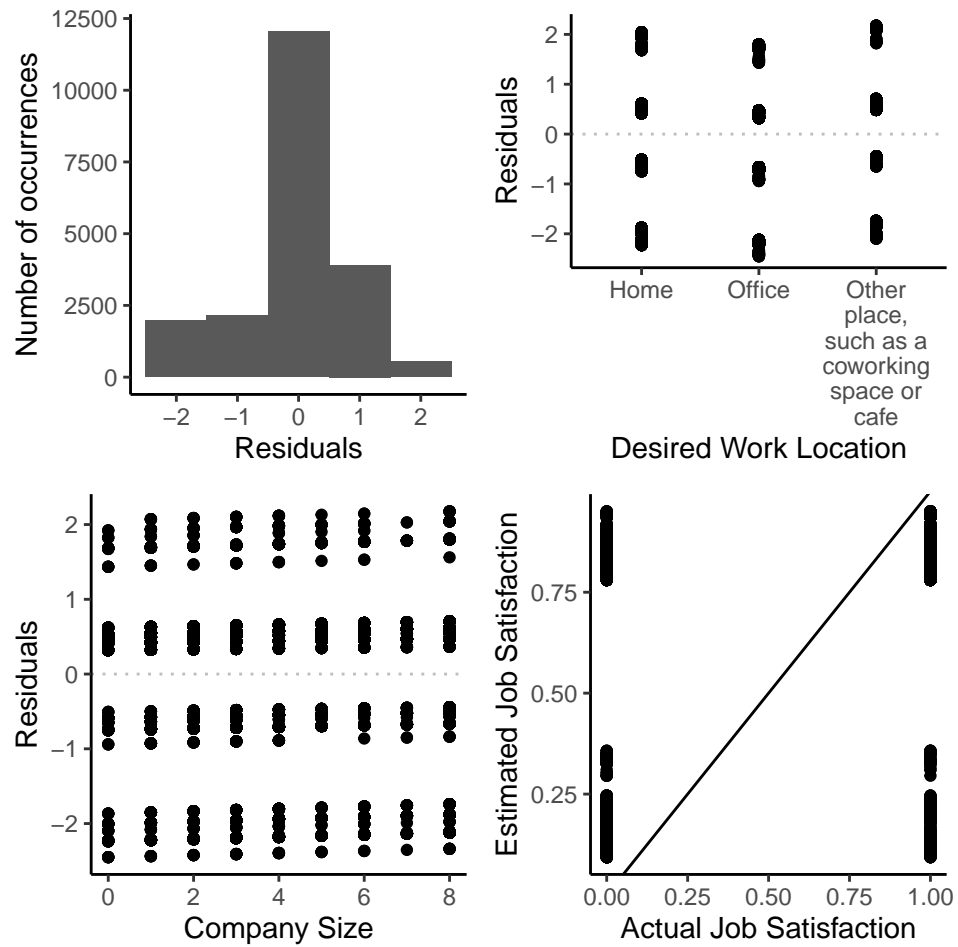 12500
10000
7500
5000
2500
0
Number of occurrences
−2 −1 0 1 2
Residuals
2
1
0
−1
−2
Residuals
Home Office Other
place,
such as a
coworking
space or
cafe
Desired Work Location
2
1
0
−1
−2
Residuals
0 2 4 6 8
Company Size
0.75
0.50
0.25
Estimated Job Satisfaction
0.00 0.25 0.50 0.75 1.00
Actual Job Satisfaction